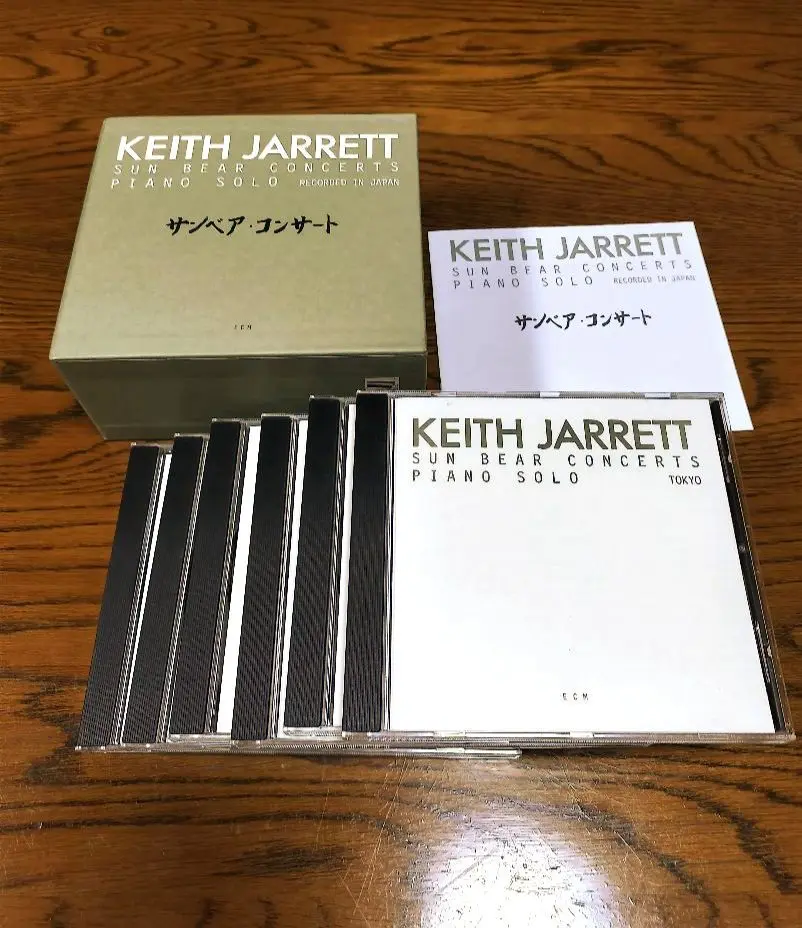 KEITH JARRETT
SUN BEAR CONCERTS
PIANO SOLO RECORDED IN JAPAN
サンベア・コンサート
ECM
KEITH JARRETT
SUN BEAR CONCERTS
PIANO SOLO RECORDED IN JAPAN
サンベア・コンサート
KEITH JARRETT
SUN BEAR CONCERTS
PIANO SOLO TOKYO
ECM